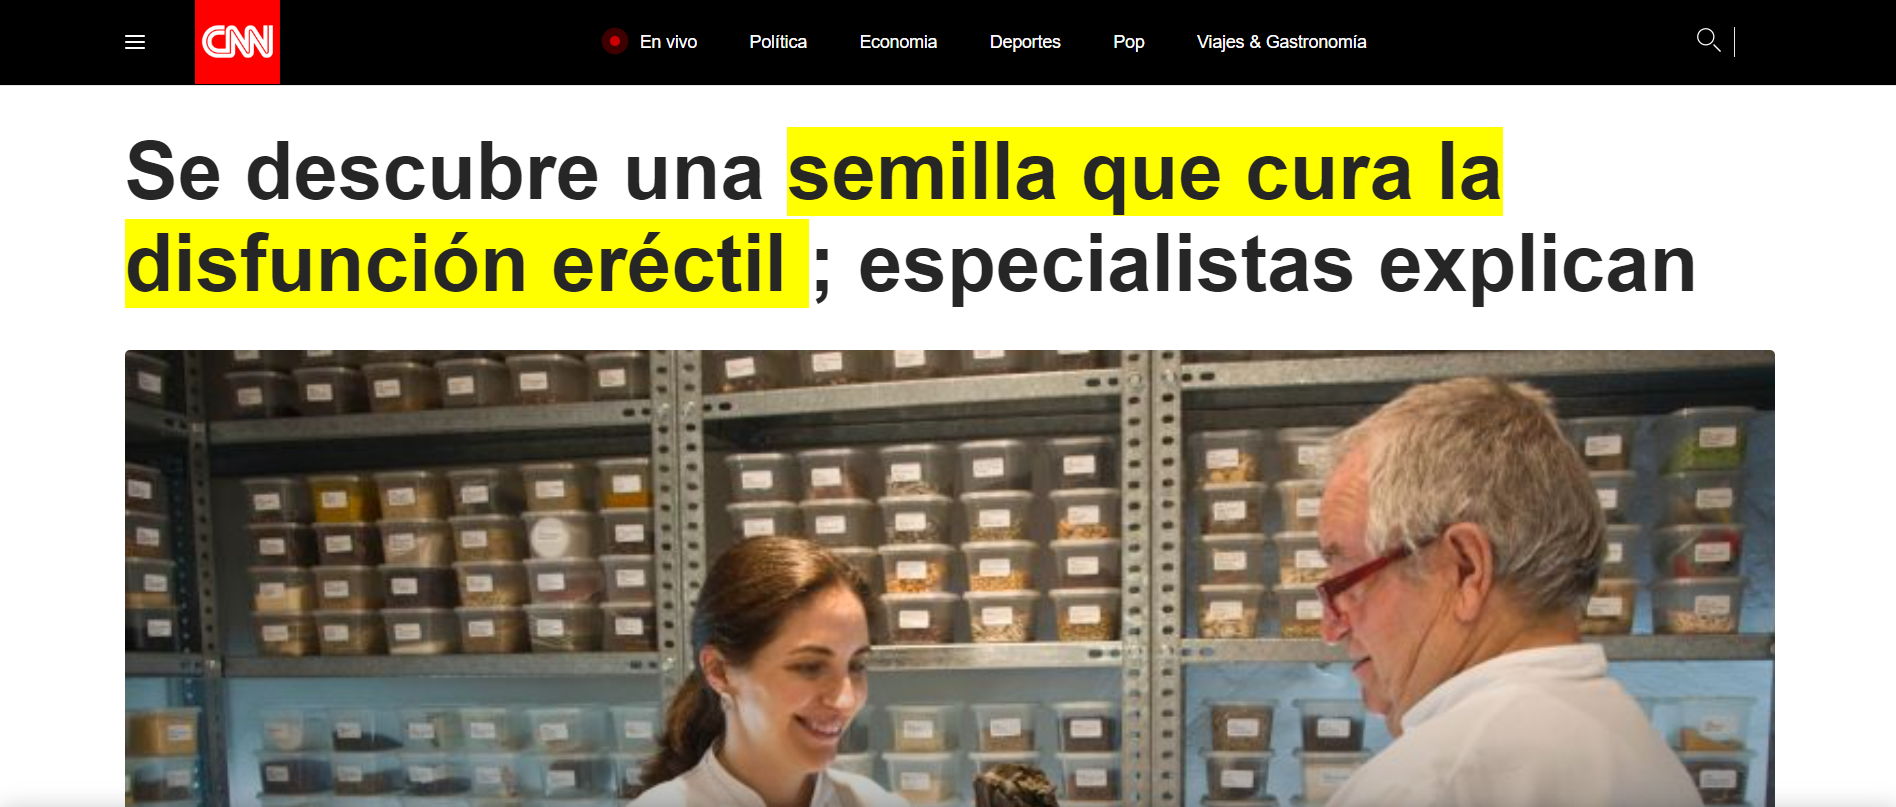 CNN
En vivo
Política
Economia
Deportes
Pop
Viajes & Gastronomía
Se descubre una semilla que cura la
disfunción eréctil ; especialistas explican